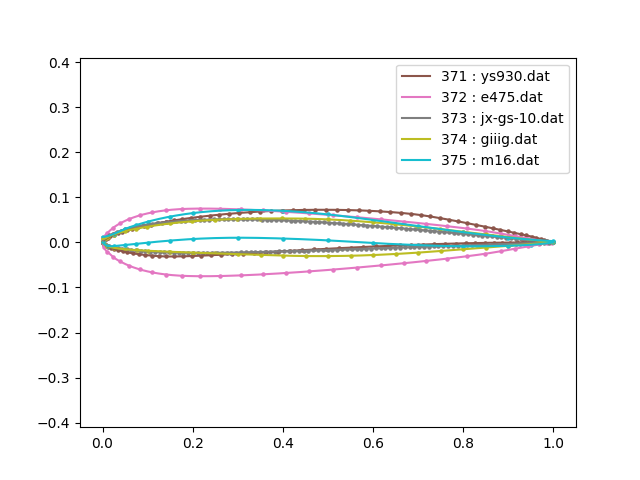 371 : ys930.dat
372 : e475.dat
373 : jx-gs-10.dat
374 : giiig.dat
375 : m16.dat
0.4
0.3
0.2
0.1
0.0
−0.1
−0.2
−0.3
−0.4
0.0 0.2 0.4 0.6 0.8 1.0